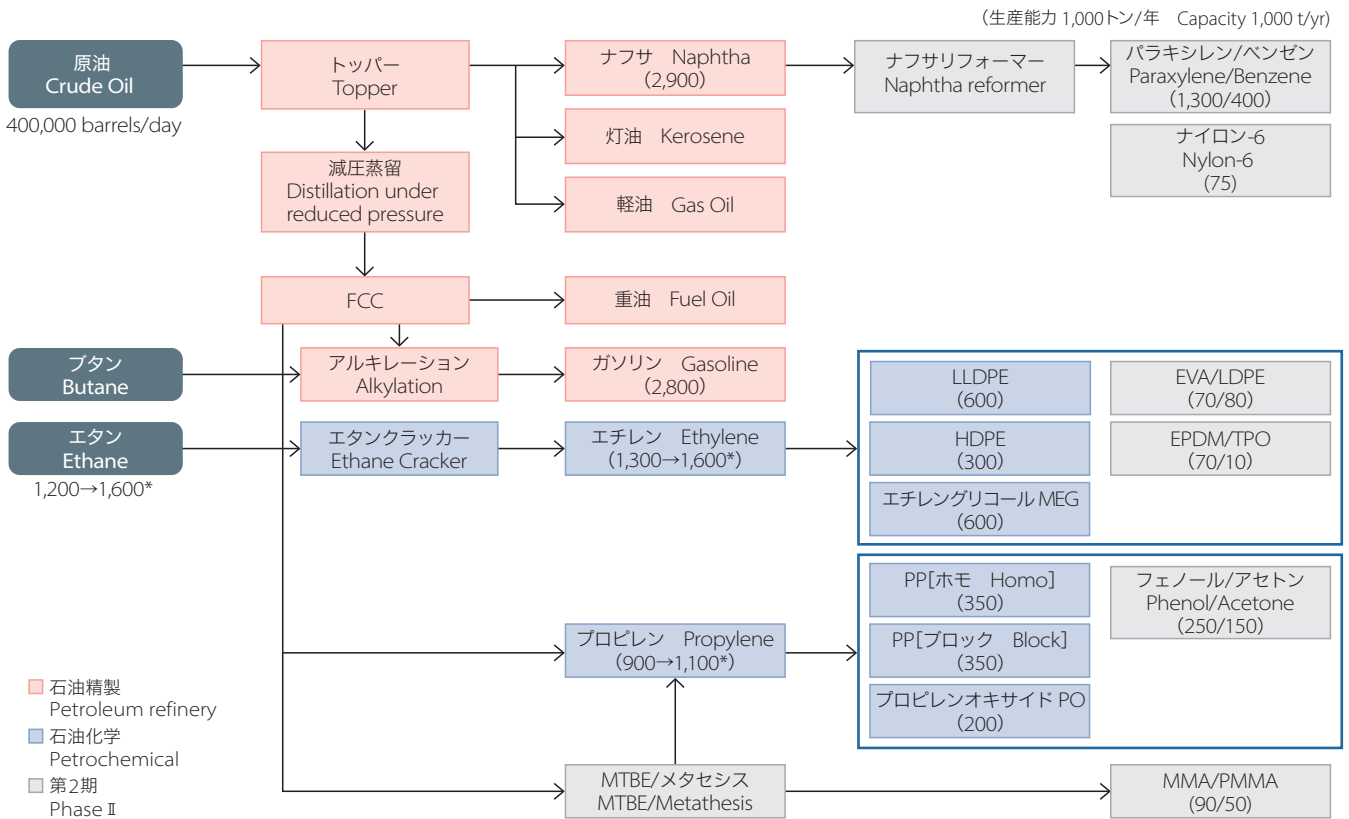 （生産能力 1,000トン/年　Capacity 1,000 t/yr)
原油
Crude Oil
400,000 barrels/day
トッパー
Topper
ナフサ　Naphtha
(2,900)
ナフサリフォーマー
Naphtha reformer
パラキシレン/ベンゼン
Paraxylene/Benzene
(1,300/400)
灯油　Kerosene
ナイロン-6
Nylon-6
(75)
減圧蒸留
Distillation under
reduced pressure
軽油　Gas Oil
FCC
重油　Fuel Oil
ブタン
Butane
アルキレーション
Alkylation
ガソリン　Gasoline
(2,800)
エタン
Ethane
1,200→1,600*
エタンクラッカー
Ethane Cracker
エチレン　Ethylene
(1,300→1,600*)
LLDPE
(600)
EVA/LDPE
(70/80)
HDPE
(300)
EPDM/TPO
(70/10)
エチレングリコール MEG
(600)
プロピレン　Propylene
(900→1,100*)
PP[ホモ　Homo]
(350)
フェノール/アセトン
Phenol/Acetone
(250/150)
PP[ブロック　Block]
(350)
プロピレンオキサイド PO
(200)
MTBE/メタセシス
MTBE/Metathesis
MMA/PMMA
(90/50)
石油精製
Petroleum refinery
石油化学
Petrochemical
第2期
Phase Ⅱ